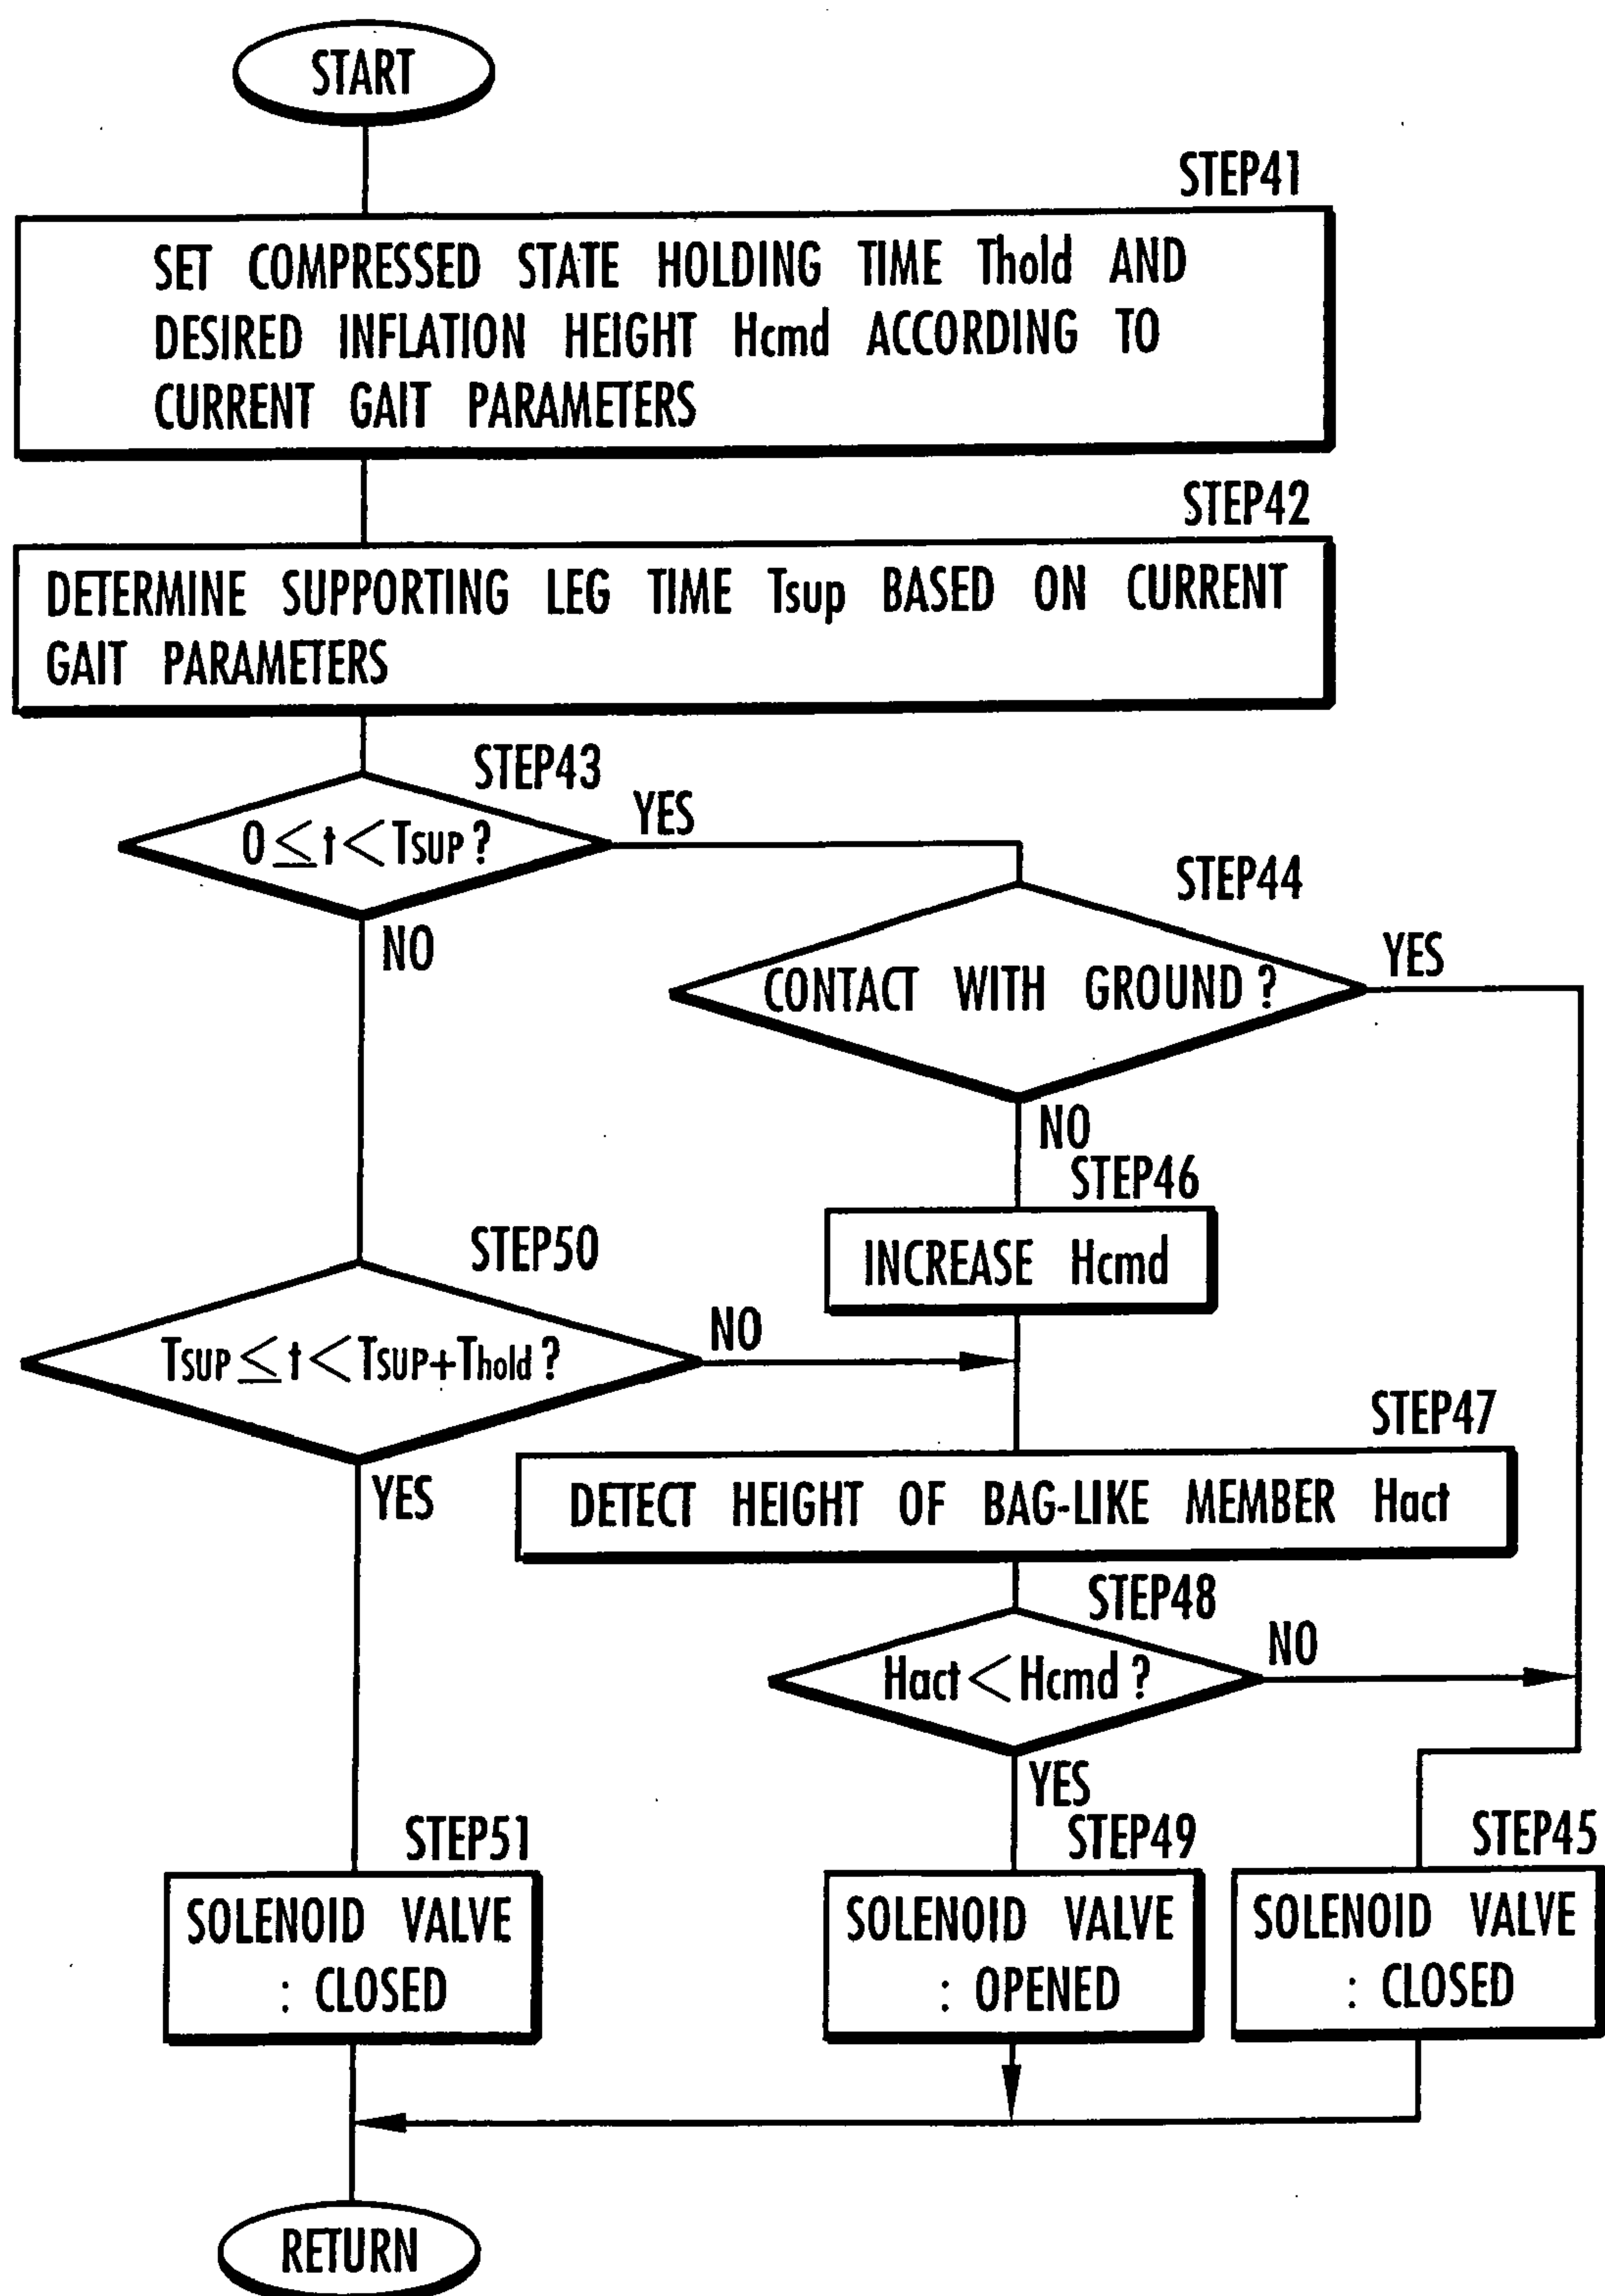 START
STEP41
SET COMPRESSED STATE HOLDING TIME Thold AND
DESIRED INFLATION HEIGHT Hcmd ACCORDING TO
CURRENT GAIT PARAMETERS
STEP42
DETERMINE SUPPORTING LEG TIME Tsup BASED ON CURRENT
GAIT PARAMETERS
STEP43
0≦t<TSUP?
YES
NO
STEP44
CONTACT WITH GROUND?
YES
NO
STEP46
INCREASE Hcmd
STEP50
TSUP≦t<TSUP+Thold?
NO
YES
STEP47
DETECT HEIGHT OF BAG-LIKE MEMBER Hact
STEP48
Hact<Hcmd?
NO
YES
STEP51
SOLENOID VALVE
: CLOSED
STEP49
SOLENOID VALVE
: OPENED
STEP45
SOLENOID VALVE
: CLOSED
RETURN